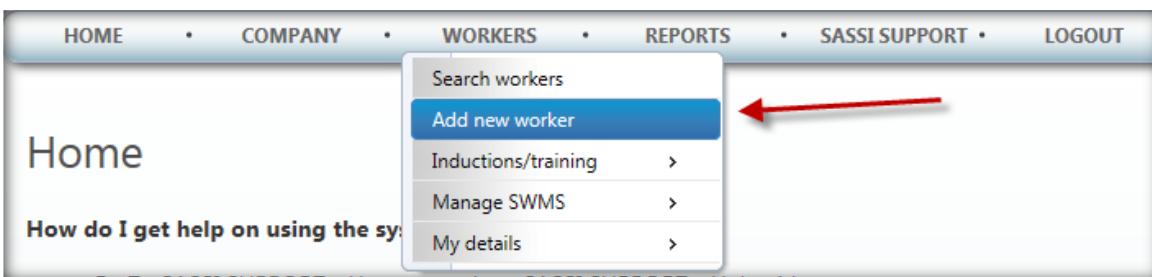 HOME • COMPANY • WORKERS • REPORTS • SASSI SUPPORT • LOGOUT
Search workers
Add new worker
Home
Inductions/training >
Manage SWMS >
How do I get help on using the sy
My details >